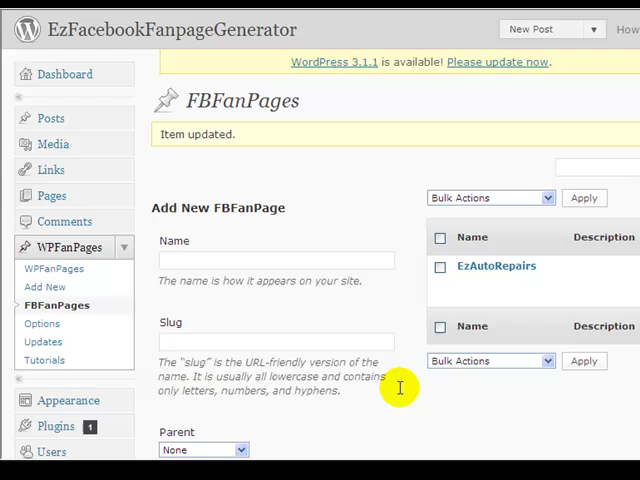 EzFacebookFanpageGenerator
New Post
How
WordPress 3.1.1 is available! Please update now.
Dashboard
Posts
Media
Links
Pages
Comments
WPFanPages
WPFanPages
Add New
FBFanPages
Options
Updates
Tutorials
Appearance
Plugins 1
Users
FBFanPages
Item updated.
Add New FBFanPage
Name
The name is how it appears on your site.
Slug
The “slug” is the URL-friendly version of the
name. It is usually all lowercase and contains
only letters, numbers, and hyphens.
Parent
None
Bulk Actions Apply
Name Description
EzAutoRepairs
Name Description
Bulk Actions Apply